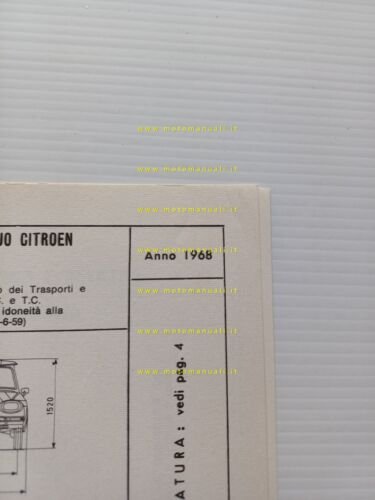 www.motomanuali.it
www.motomanuali.it
www.motomanuali.it
UO CITROEN
Anno 1968
www.motomanuali.it
dei Trasporti e
e T.C.
idoneità alla
-6-59)
www.motomanuali.it
www.motomanuali.it
1520
ATURA : vedi pag. 4
www.motomanuali.it